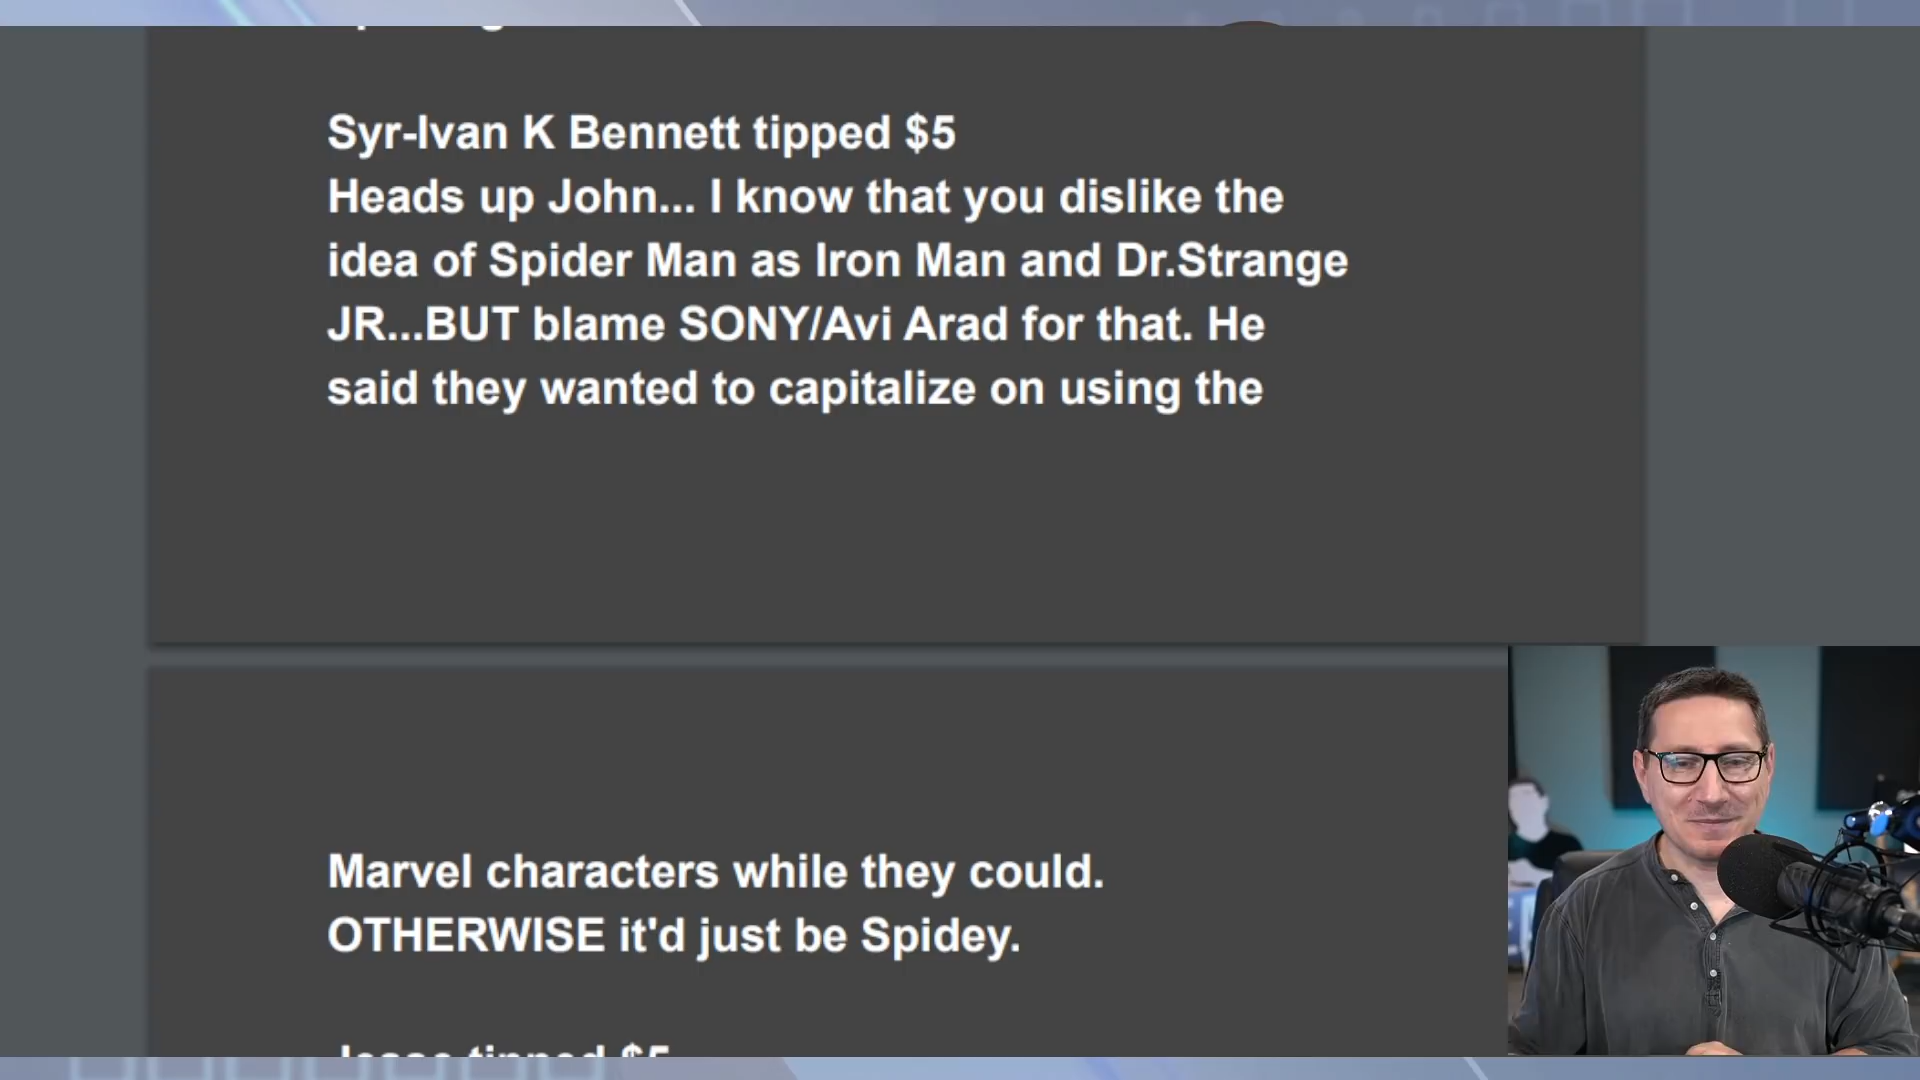 Syr-Ivan K Bennett tipped $5
Heads up John... I know that you dislike the
idea of Spider Man as Iron Man and Dr.Strange
JR...BUT blame SONY/Avi Arad for that. He
said they wanted to capitalize on using the
Marvel characters while they could.
OTHERWISE it'd just be Spidey.
tipped $5